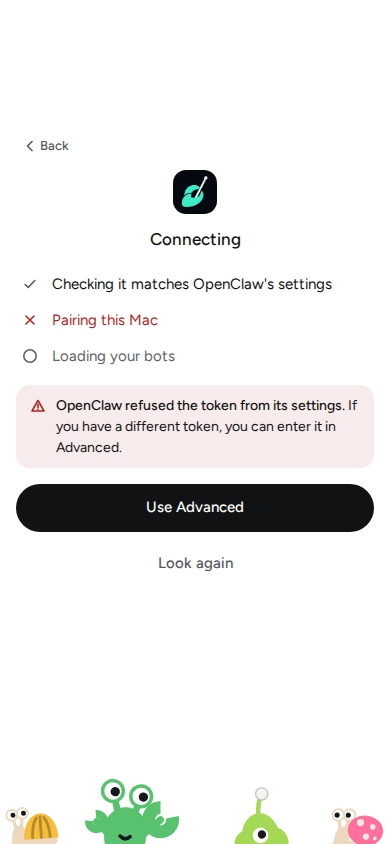 Back
Connecting
Checking it matches OpenClaw's settings
Pairing this Mac
Loading your bots
OpenClaw refused the token from its settings. If
you have a different token, you can enter it in
Advanced.
Use Advanced
Look again